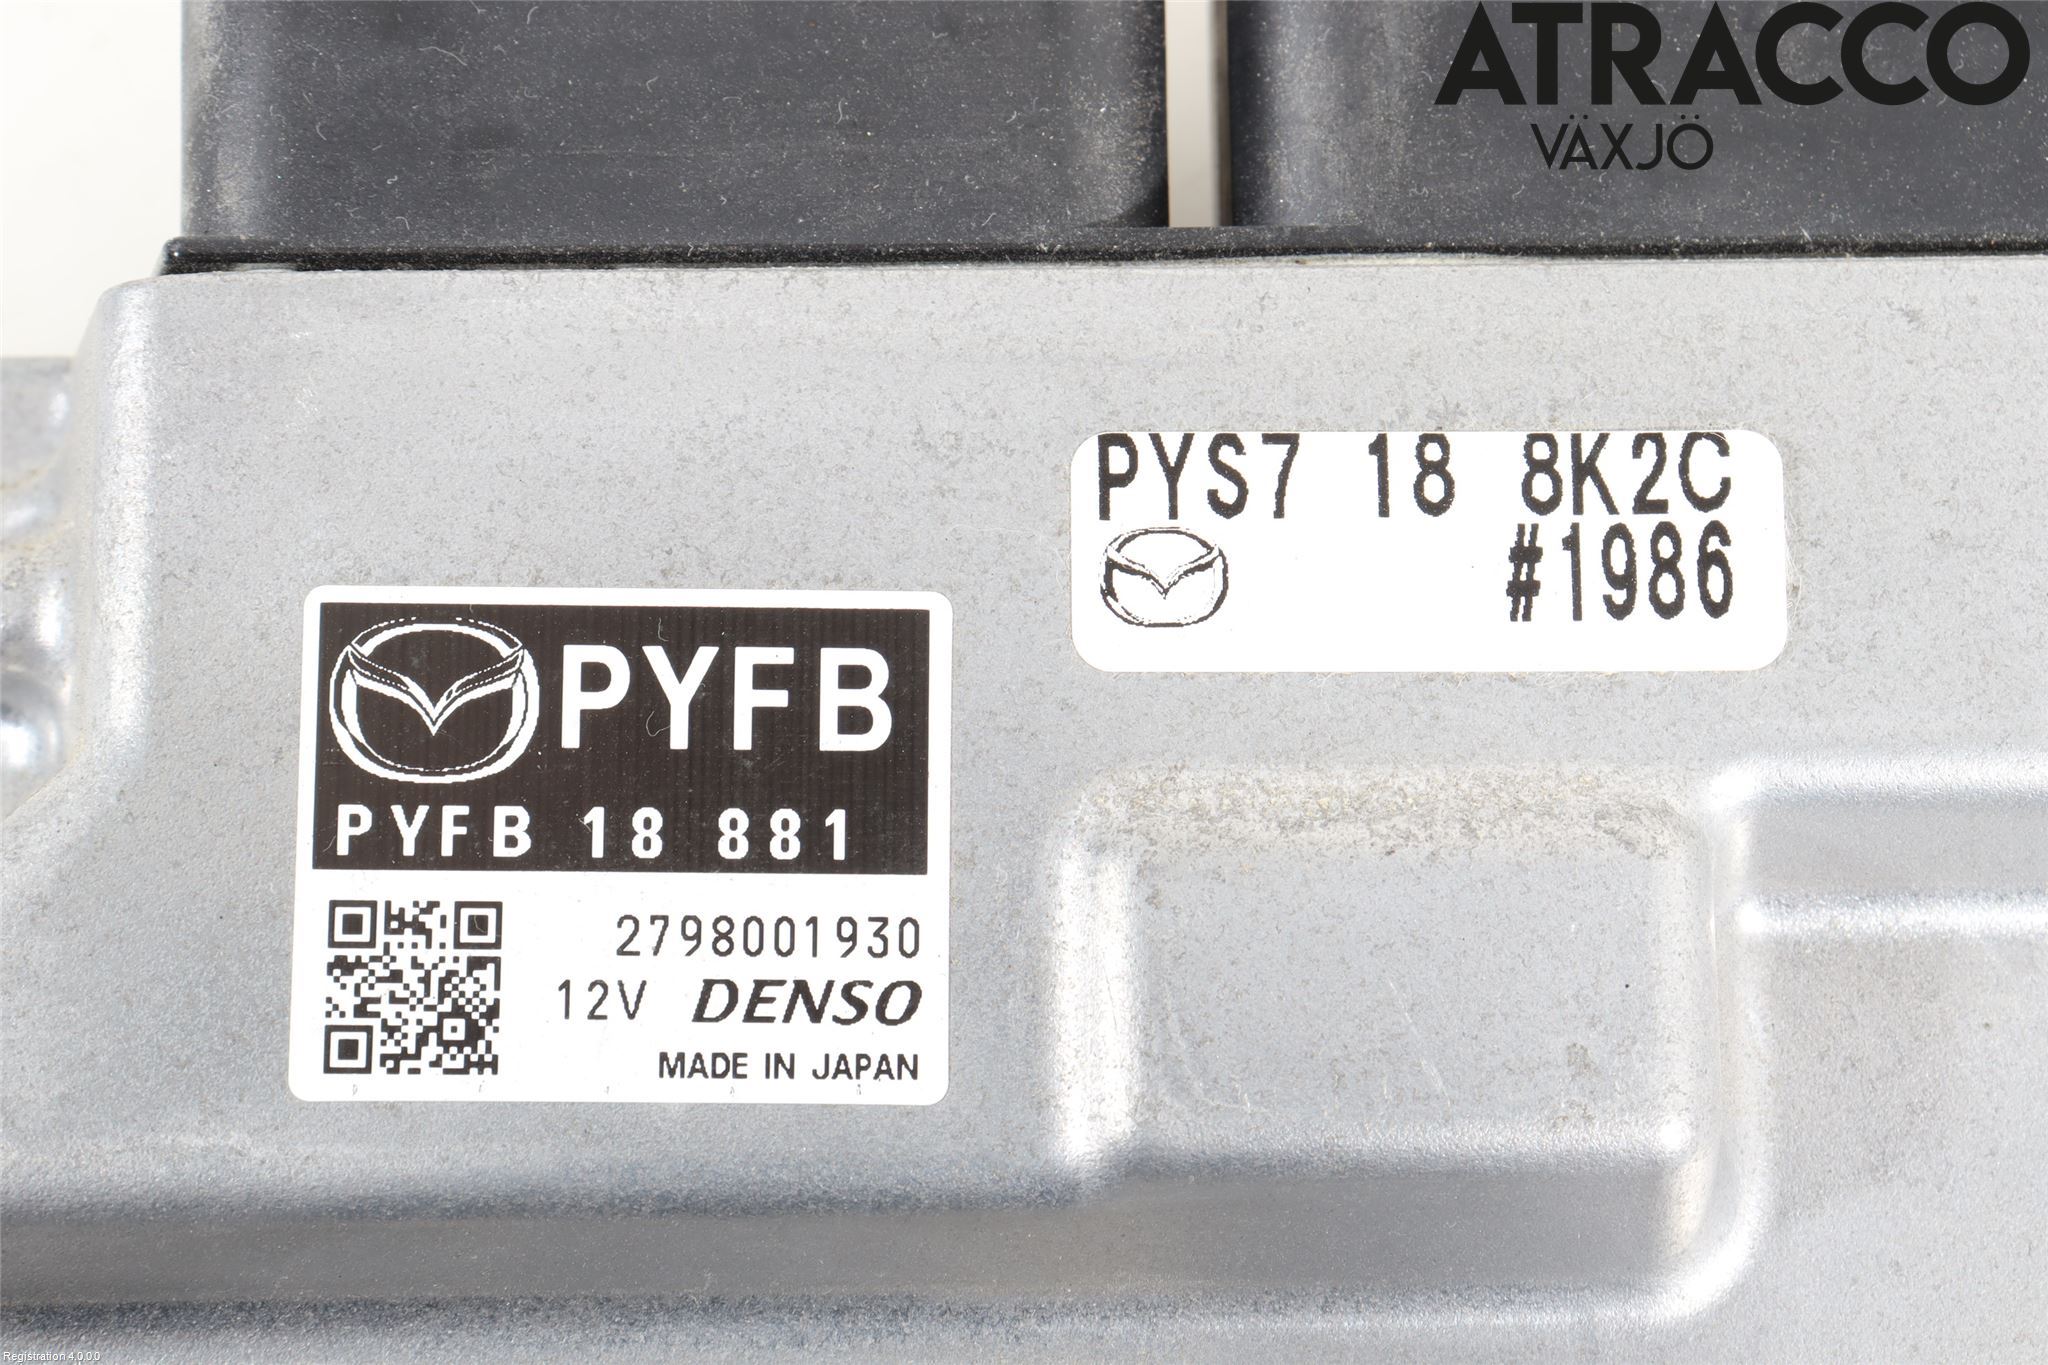 ATRACCO
VÄXJÖ
PYS7 18 8K2C
#1986
PYFB
PYFB 18 881
2798001930
12V DENSO
MADE IN JAPAN
Registration 4.0.0.0